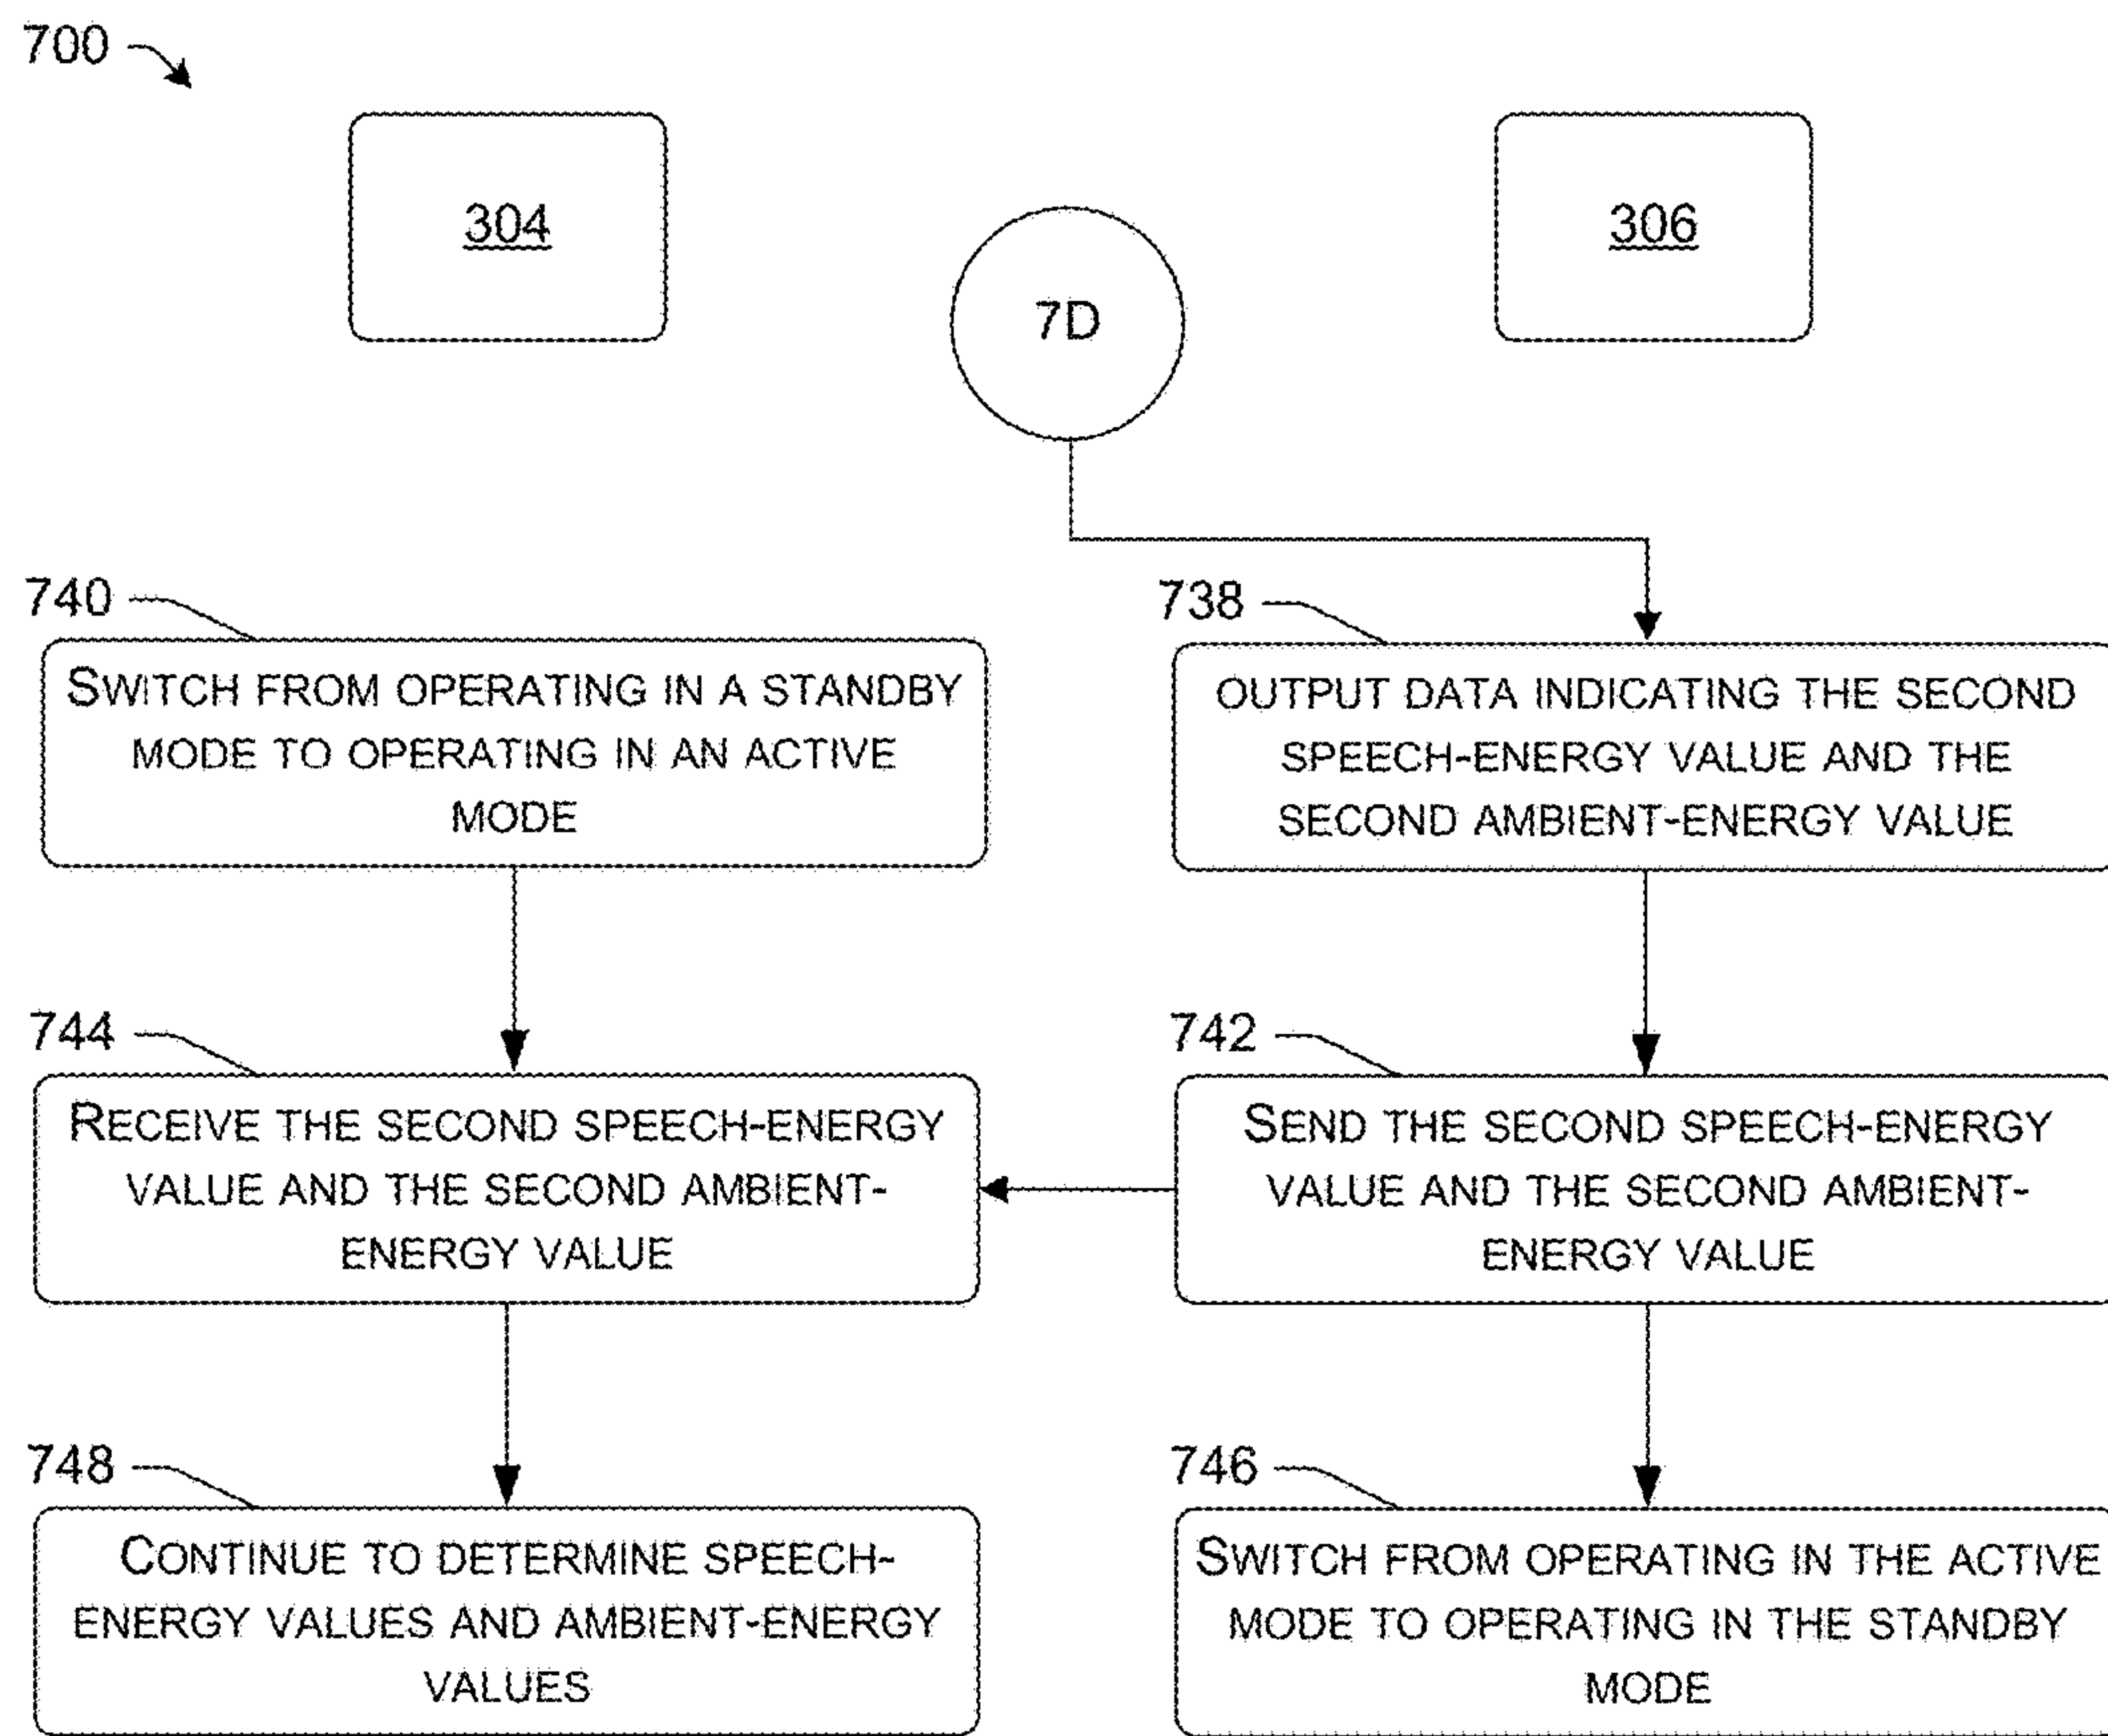 700
304
306
7D
740
SWITCH FROM OPERATING IN A STANDBY
MODE TO OPERATING IN AN ACTIVE
MODE
738
OUTPUT DATA INDICATING THE SECOND
SPEECH-ENERGY VALUE AND THE
SECOND AMBIENT-ENERGY VALUE
744
RECEIVE THE SECOND SPEECH-ENERGY
VALUE AND THE SECOND AMBIENT-
ENERGY VALUE
742
SEND THE SECOND SPEECH-ENERGY
VALUE AND THE SECOND AMBIENT-
ENERGY VALUE
748
CONTINUE TO DETERMINE SPEECH-
ENERGY VALUES AND AMBIENT-ENERGY
VALUES
746
SWITCH FROM OPERATING IN THE ACTIVE
MODE TO OPERATING IN THE STANDBY
MODE